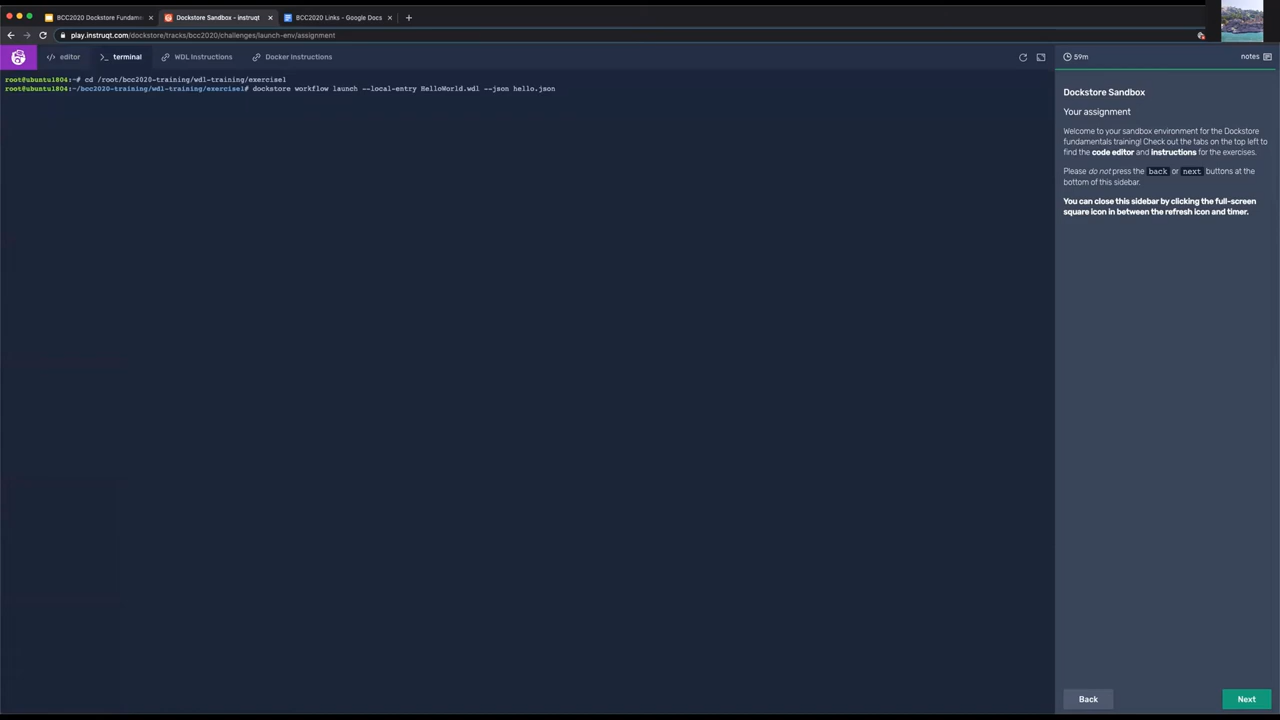 BCC2020 Dockstore Fundam
Dockstore Sandbox - instruqt
BCC2020 Links - Google Docs
play.instruqt.com/dockstore/tracks/bcc2020/challenges/launch-env/assignment
</> editor
>_ terminal
WDL Instructions
Docker Instructions
59m
notes
root@ubuntu1804:~# cd /root/bcc2020-training/wdl-training/exercise1
root@ubuntu1804:~/bcc2020-training/wdl-training/exercise1# dockstore workflow launch --local-entry HelloWorld.wdl --json hello.json
Dockstore Sandbox
Your assignment
Welcome to your sandbox environment for the Dockstore
fundamentals training! Check out the tabs on the top left to
find the code editor and instructions for the exercises.
Please do not press the back or next buttons at the
bottom of this sidebar.
You can close this sidebar by clicking the full-screen
square icon in between the refresh icon and timer.
Back
Next